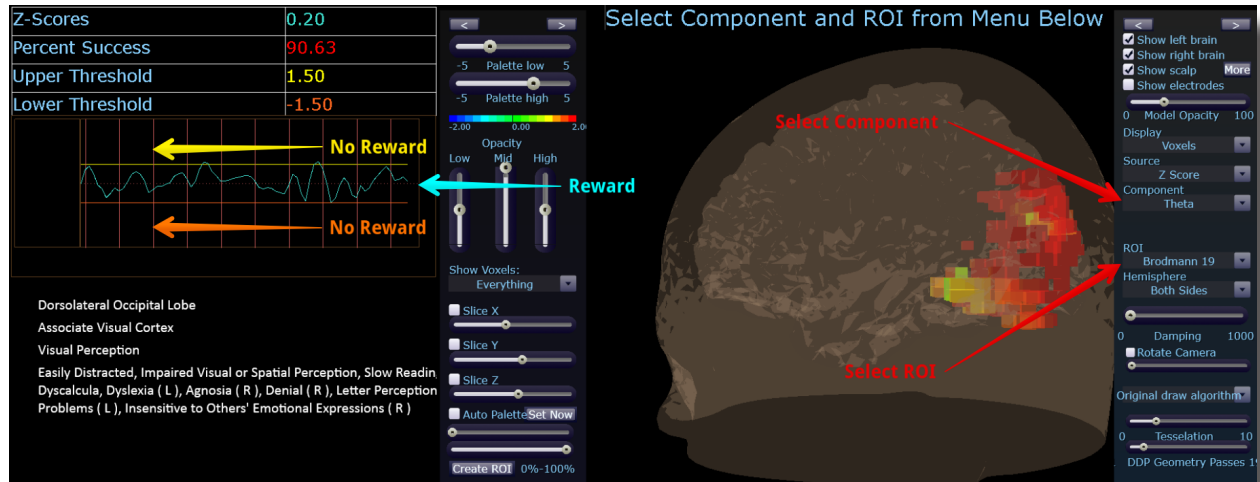 Z-Scores 0.20
Percent Success 90.63
Upper Threshold 1.50
Lower Threshold -1.50
No Reward
Reward
No Reward
Dorsolateral Occipital Lobe
Associate Visual Cortex
Visual Perception
Easily Distracted, Impaired Visual or Spatial Perception, Slow Readin
Dyscalcula, Dyslexia ( L ), Agnosia ( R ), Denial ( R ), Letter Perception
Problems ( L ), Insensitive to Others' Emotional Expressions ( R )
< >
-5 Palette low 5
-5 Palette high 5
-2.00 0.00 2.0
Opacity
Low Mid High
Show Voxels:
Everything
Slice X
Slice Y
Slice Z
Auto Palette Set Now
Create ROI 0%-100%
Select Component and ROI from Menu Below
Select Component
Select ROI
< >
Show left brain
Show right brain
Show scalp More
Show electrodes
0 Model Opacity 100
Display
Voxels
Source
Z Score
Component
Theta
ROI
Brodmann 19
Hemisphere
Both Sides
0 Damping 1000
Rotate Camera
Original draw algorithm
0 Tesselation 10
DDP Geometry Passes 1